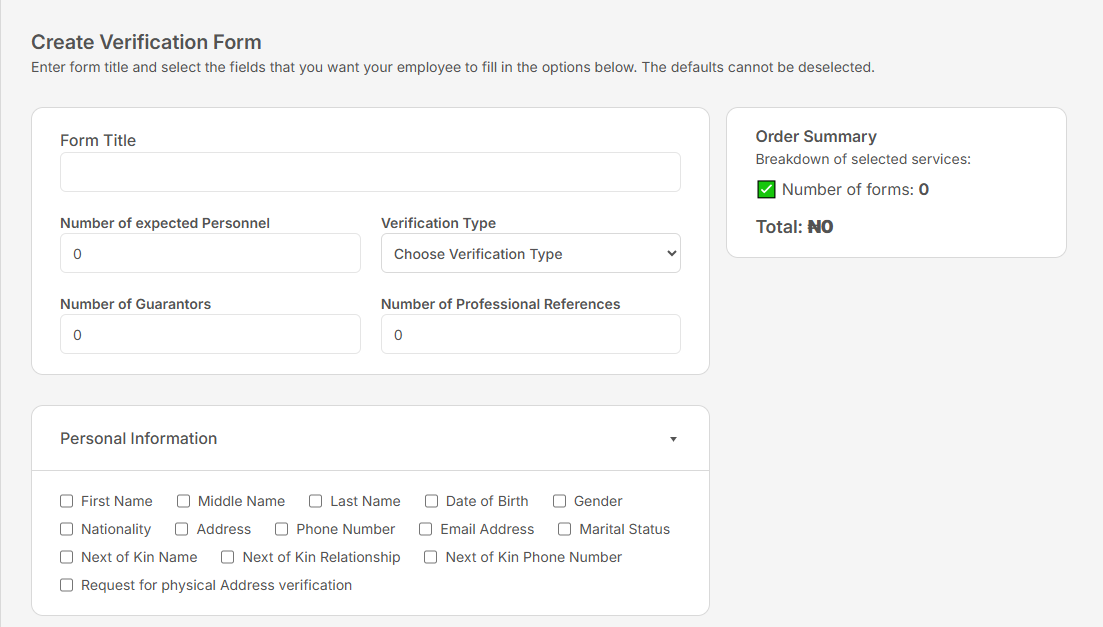 Create Verification Form
Enter form title and select the fields that you want your employee to fill in the options below. The defaults cannot be deselected.
Form Title
Number of expected Personnel
0
Verification Type
Choose Verification Type
Number of Guarantors
0
Number of Professional References
0
Order Summary
Breakdown of selected services:
✅ Number of forms: 0
Total: ₦0
Personal Information
First Name Middle Name Last Name Date of Birth Gender
Nationality Address Phone Number Email Address Marital Status
Next of Kin Name Next of Kin Relationship Next of Kin Phone Number
Request for physical Address verification